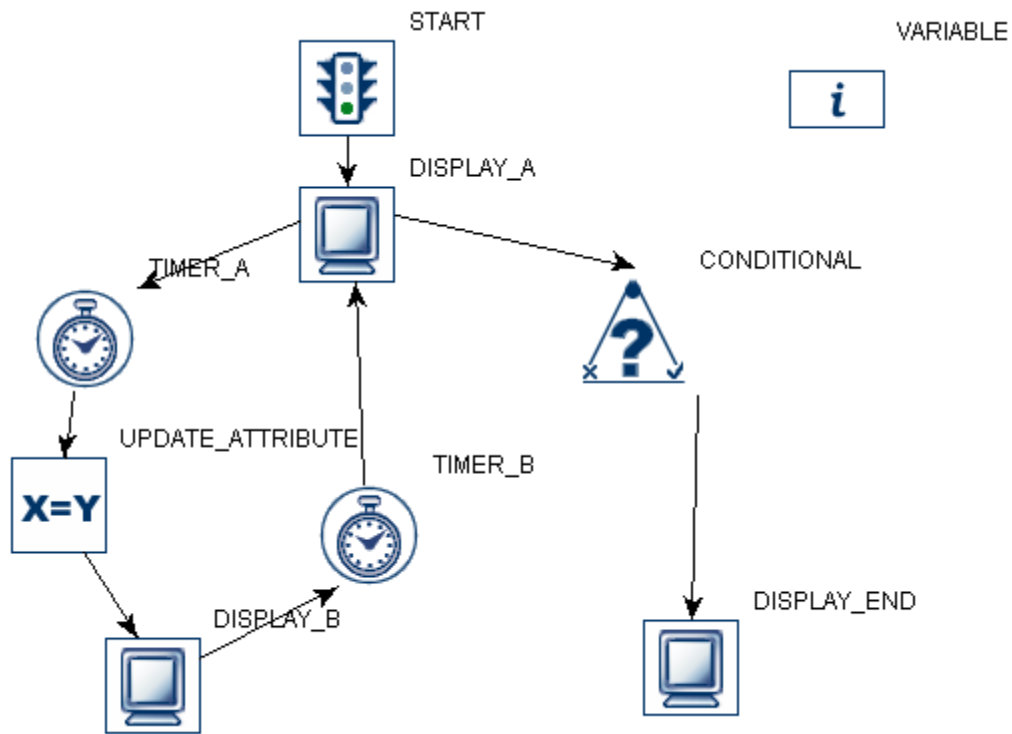 START
VARIABLE
i
DISPLAY_A
TIMER_A
CONDITIONAL
?
UPDATE_ATTRIBUTE
TIMER_B
X=Y
DISPLAY_B
DISPLAY_END